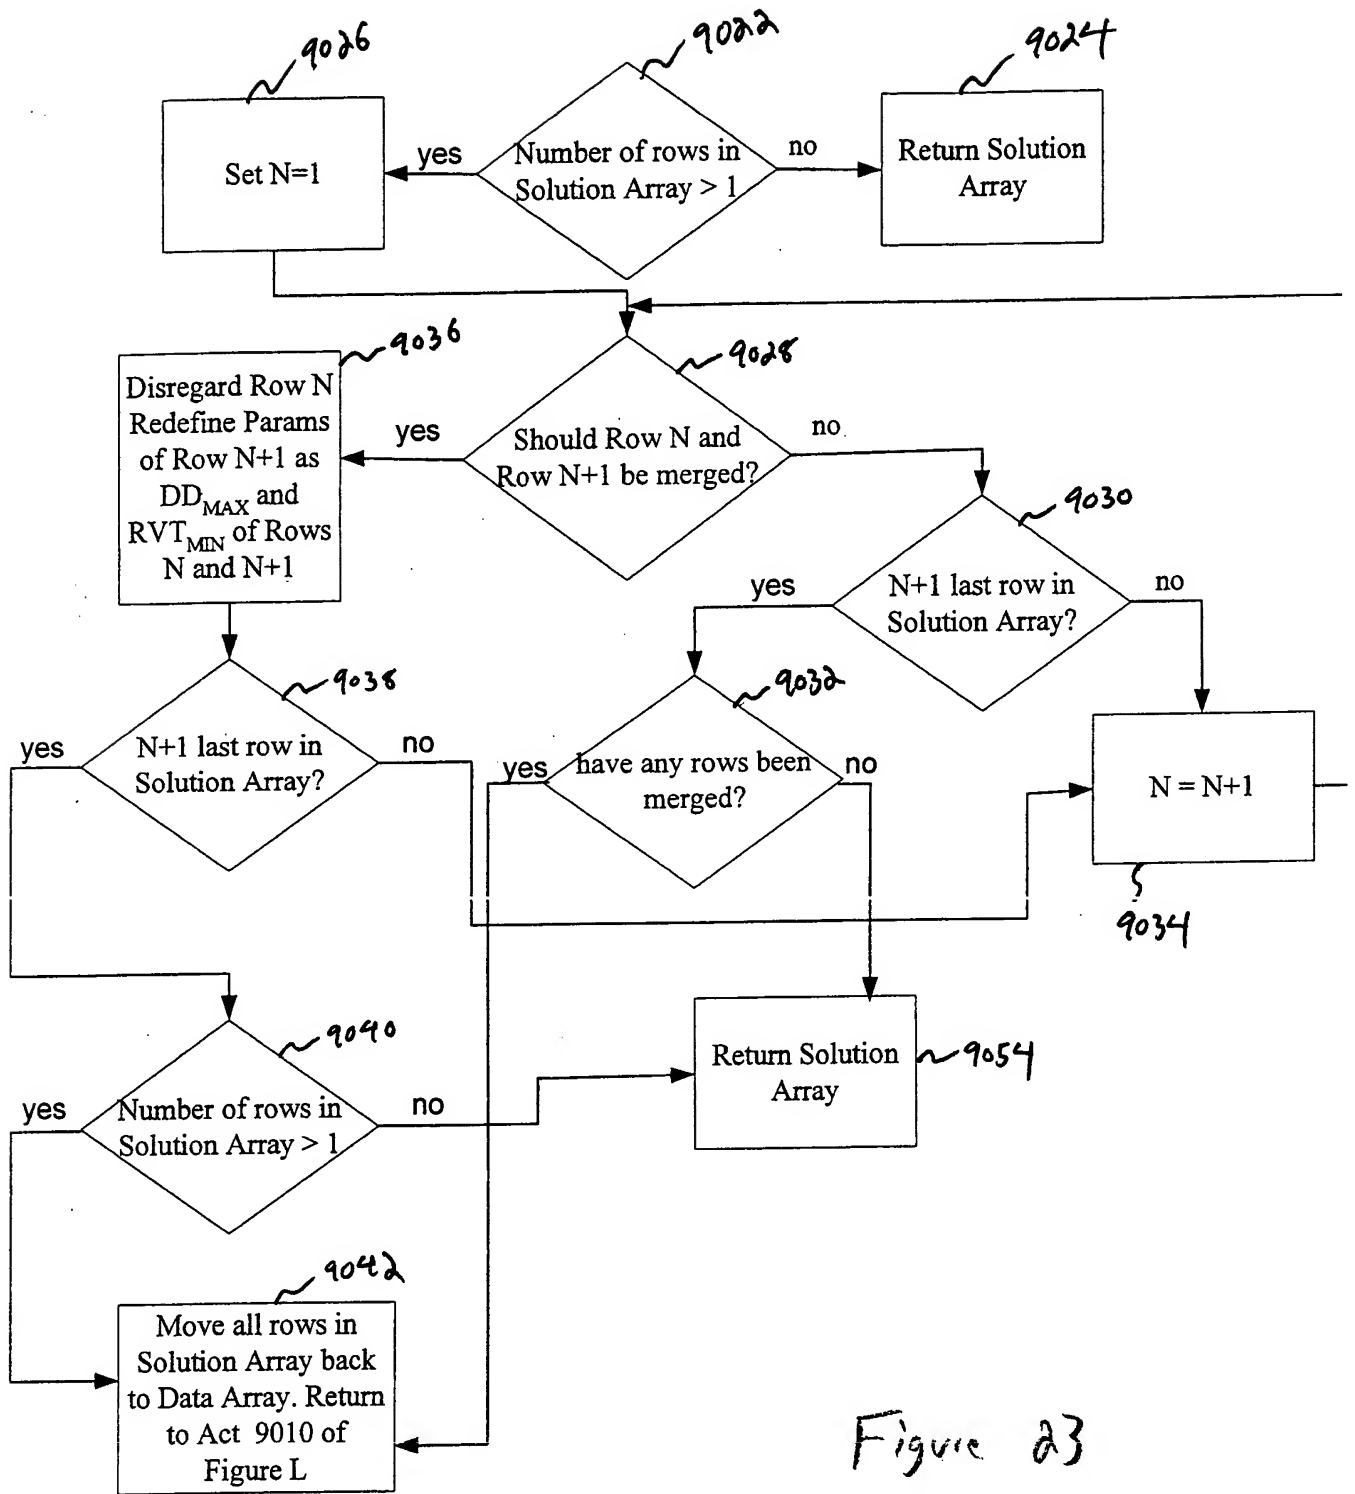 9026
9022
9024
Set N=1
yes
Number of rows in
Solution Array > 1
no
Return Solution
Array
9036
9028
Disregard Row N
Redefine Params
of Row N+1 as
DD_MAX and
RVT_MIN of Rows
N and N+1
yes
Should Row N and
Row N+1 be merged?
no
9030
yes
N+1 last row in
Solution Array?
no
9038
9032
yes
N+1 last row in
Solution Array?
no
yes
have any rows been
merged?
no
N = N+1
9034
9040
yes
Number of rows in
Solution Array > 1
no
Return Solution
Array
9054
9042
Move all rows in
Solution Array back
to Data Array. Return
to Act 9010 of
Figure L
Figure 23